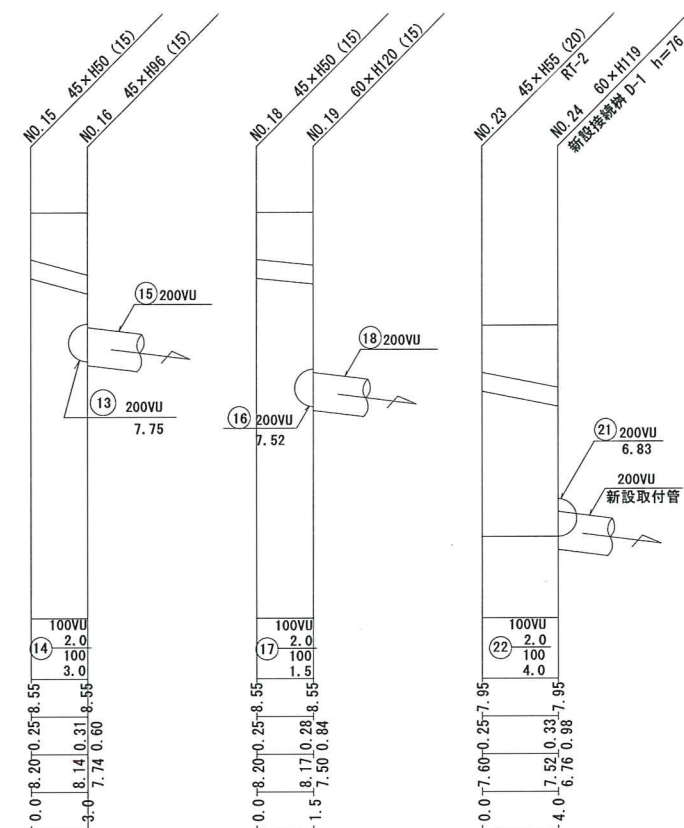 NO.15 45×H50 (15)
NO.16 45×H96 (15)
⑮ 200VU
⑬ 200VU
7.75
⑭ 100VU
2.0
100
3.0
8.55 8.55
0.25 0.31 0.60
8.20 8.14 7.74
0.0 3.0
NO.18 45×H50 (15)
NO.19 60×H120 (15)
⑱ 200VU
⑯ 200VU
7.52
⑰ 100VU
2.0
100
1.5
8.55 8.55
0.25 0.28 0.84
8.20 8.17 7.50
0.0 1.5
NO.23 45×H55 (20)
RT-2
NO.24 60×H119
新設接続桝 D-1 h=76
㉑ 200VU
6.83
200VU
新設取付管
㉒ 100VU
2.0
100
4.0
7.95 7.95
0.25 0.33 0.98
7.60 7.52 6.76
0.0 4.0